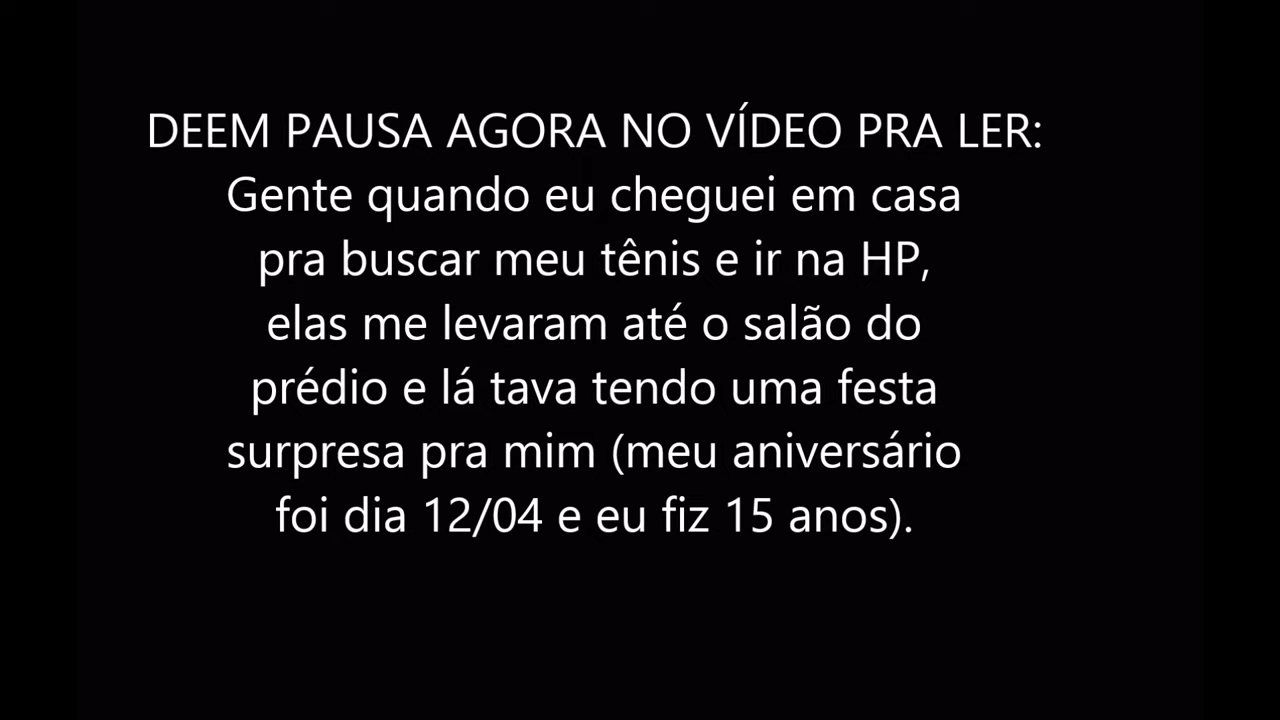 DEEM PAUSA AGORA NO VÍDEO PRA LER:
Gente quando eu cheguei em casa
pra buscar meu tênis e ir na HP,
elas me levaram até o salão do
prédio e lá tava tendo uma festa
surpresa pra mim (meu aniversário
foi dia 12/04 e eu fiz 15 anos).